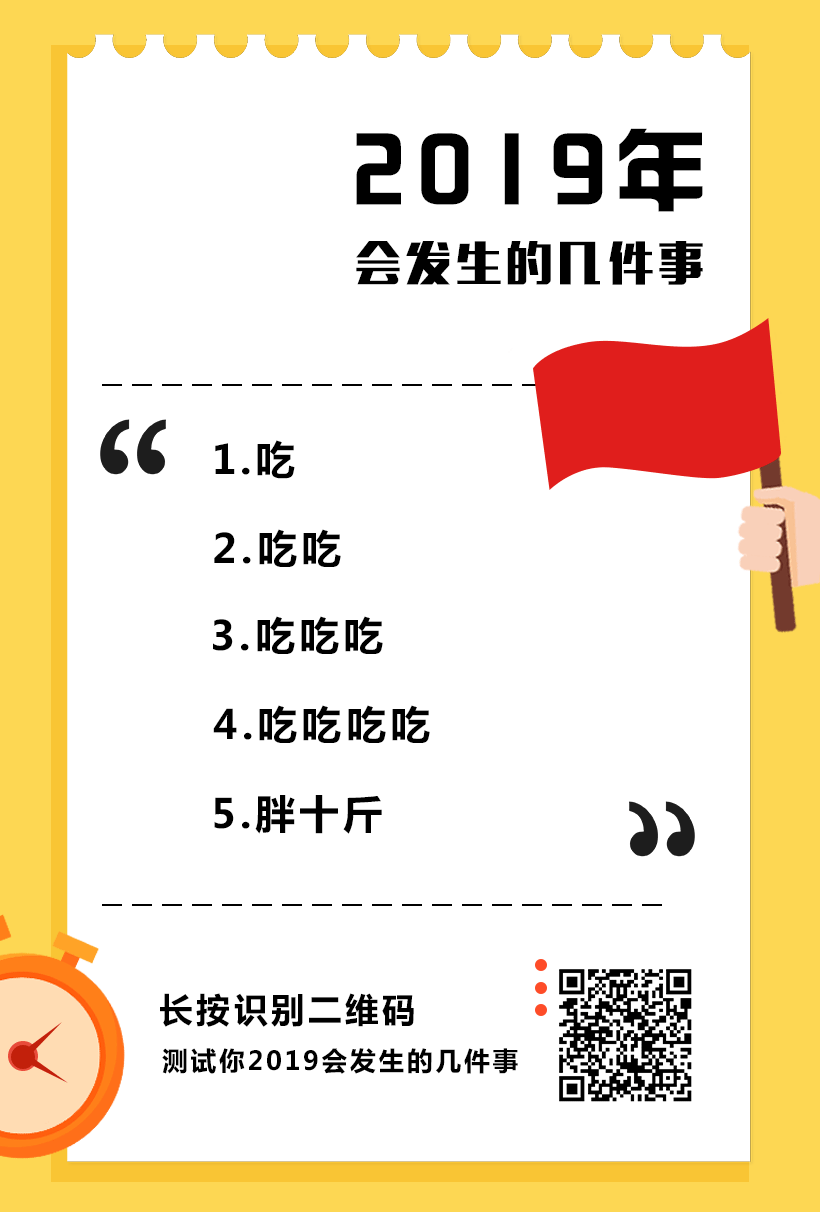 2019年
会发生的几件事
“
1.吃
2.吃吃
3.吃吃吃
4.吃吃吃吃
5.胖十斤
”
长按识别二维码
测试你2019会发生的几件事